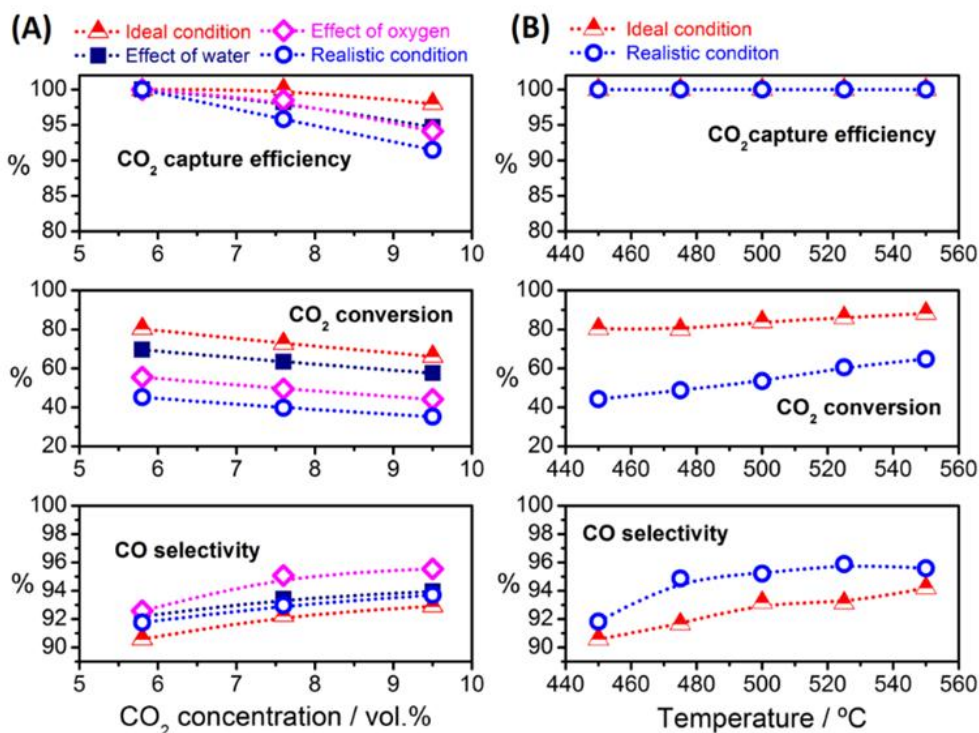 (A)
Ideal condition
Effect of oxygen
Effect of water
Realistic condition
100
95
90
85
80
%
CO2 capture efficiency
5 6 7 8 9 10
100
80
60
40
20
%
CO2 conversion
5 6 7 8 9 10
98
96
94
92
90
%
CO selectivity
5 6 7 8 9 10
CO2 concentration / vol.%
(B)
Ideal condition
Realistic conditon
100
95
90
85
80
%
CO2capture efficiency
440 460 480 500 520 540 560
100
80
60
40
20
%
CO2 conversion
440 460 480 500 520 540 560
98
96
94
92
90
%
CO selectivity
440 460 480 500 520 540 560
Temperature / ºC